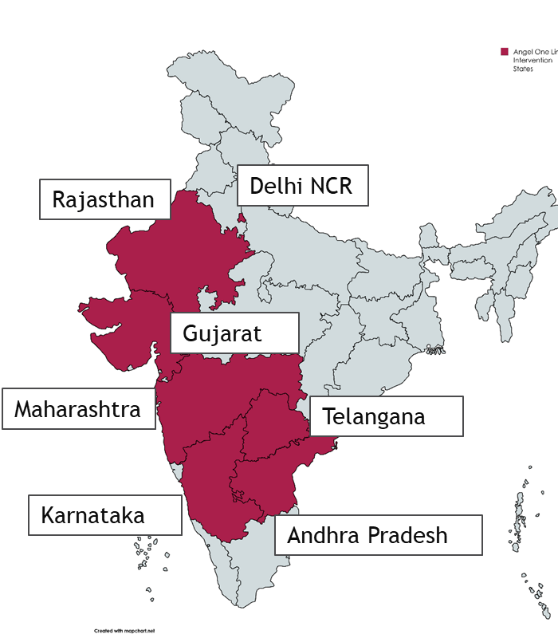 Angel One
Intervention
States
Delhi NCR
Rajasthan
Gujarat
Maharashtra
Telangana
Karnataka
Andhra Pradesh
Created with mapchart.net